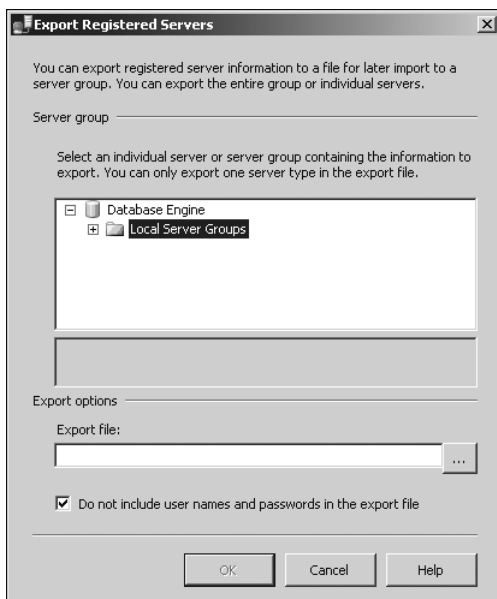 Export Registered Servers
You can export registered server information to a file for later import to a
server group. You can export the entire group or individual servers.
Server group
Select an individual server or server group containing the information to
export. You can only export one server type in the export file.
Database Engine
Local Server Groups
Export options
Export file:
...
Do not include user names and passwords in the export file
OK
Cancel
Help